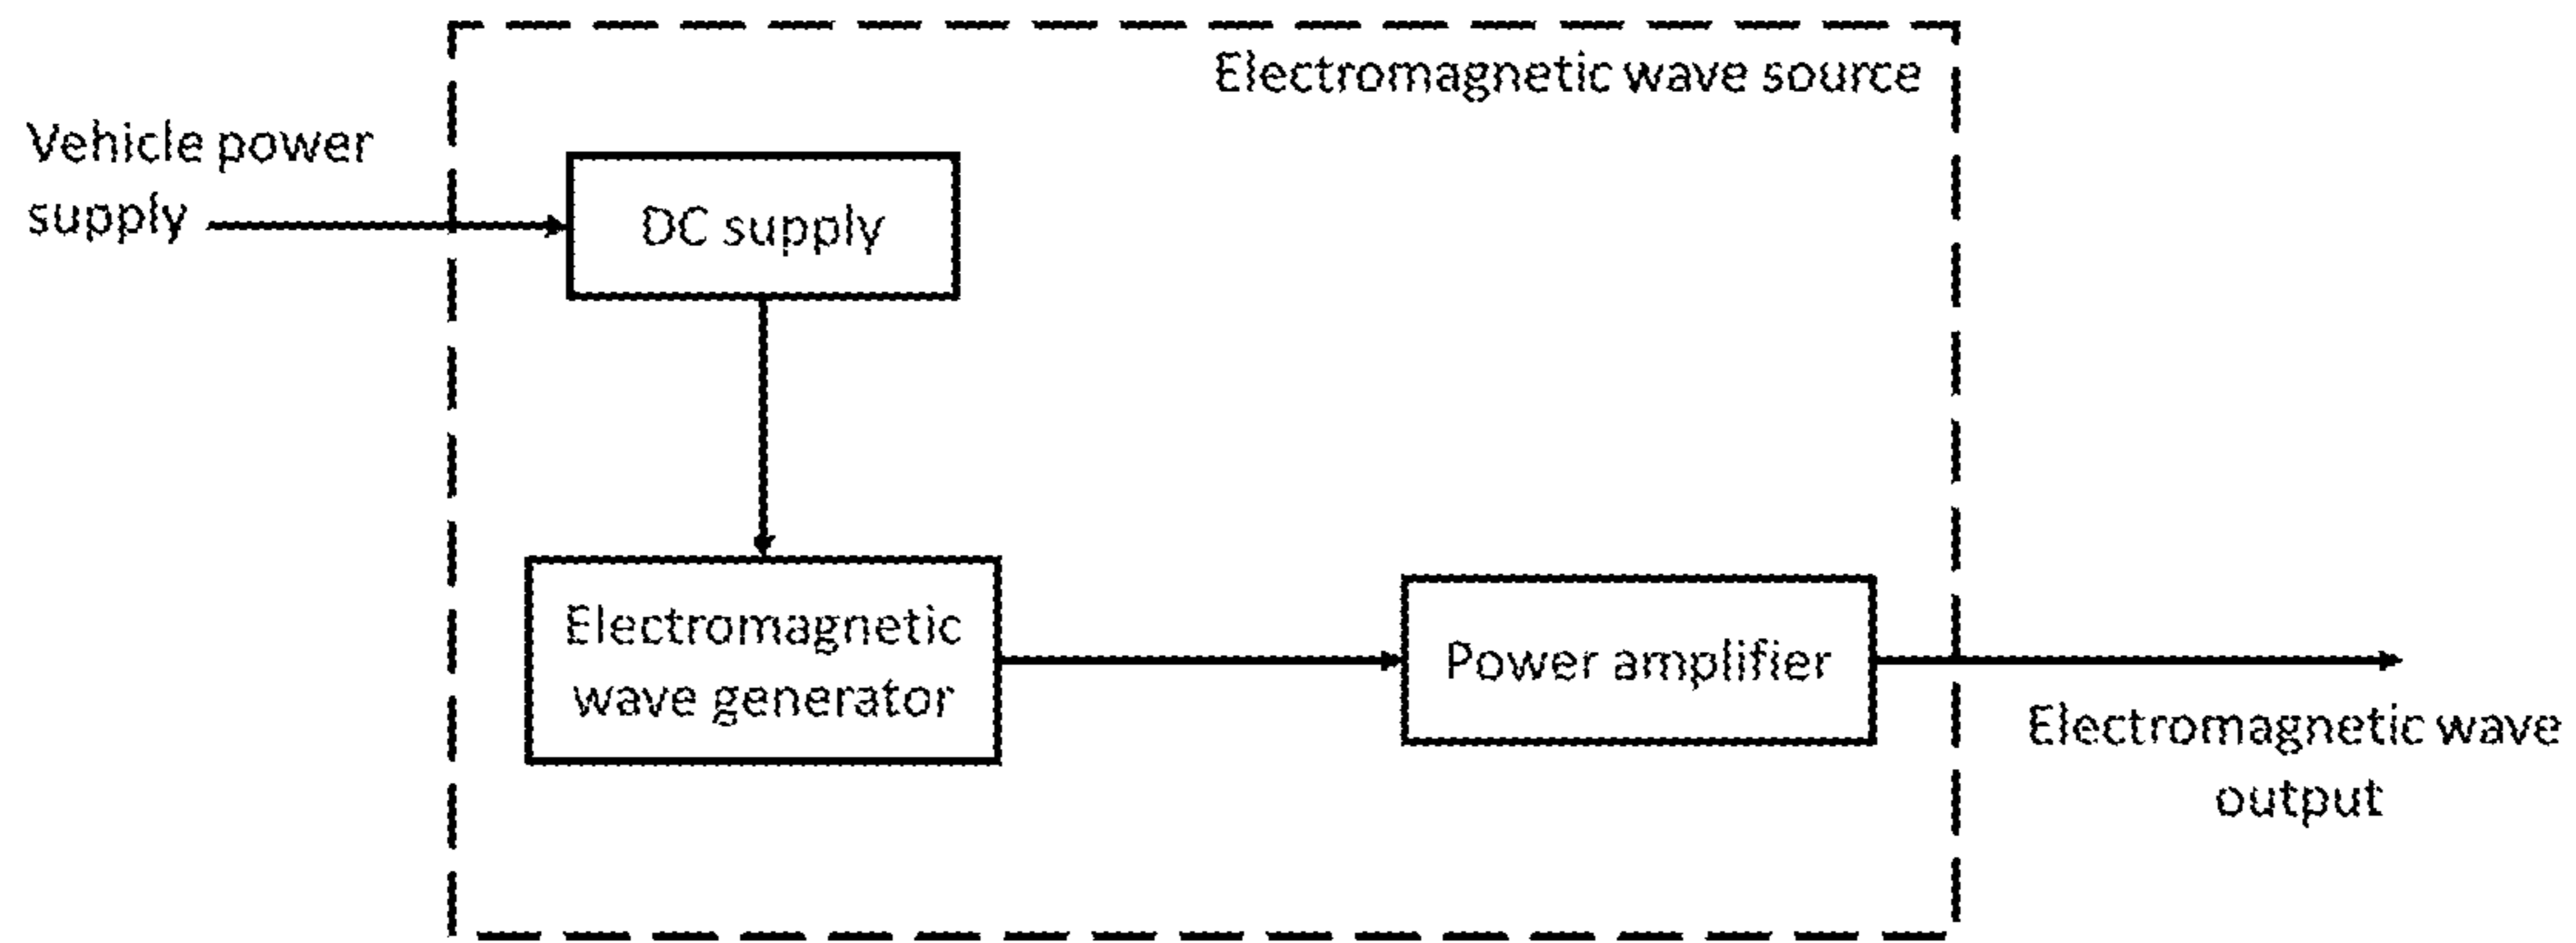 Electromagnetic wave source
Vehicle power
supply
DC supply
Electromagnetic
wave generator
Power amplifier
Electromagnetic wave
output